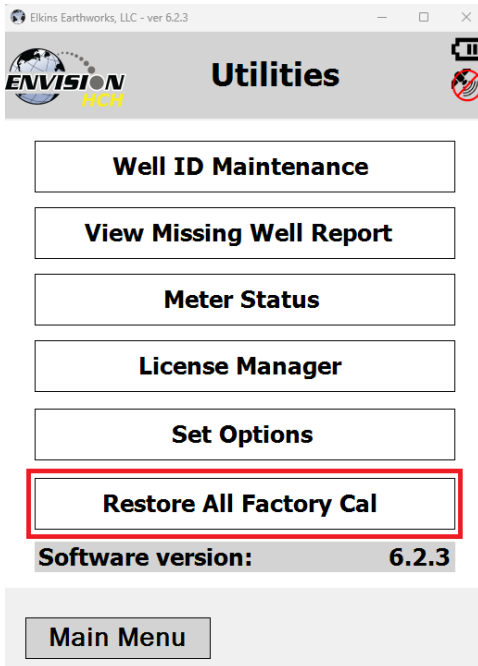 Elkins Earthworks, LLC - ver 6.2.3
ENVISION
MCH
Utilities
Well ID Maintenance
View Missing Well Report
Meter Status
License Manager
Set Options
Restore All Factory Cal
Software version: 6.2.3
Main Menu